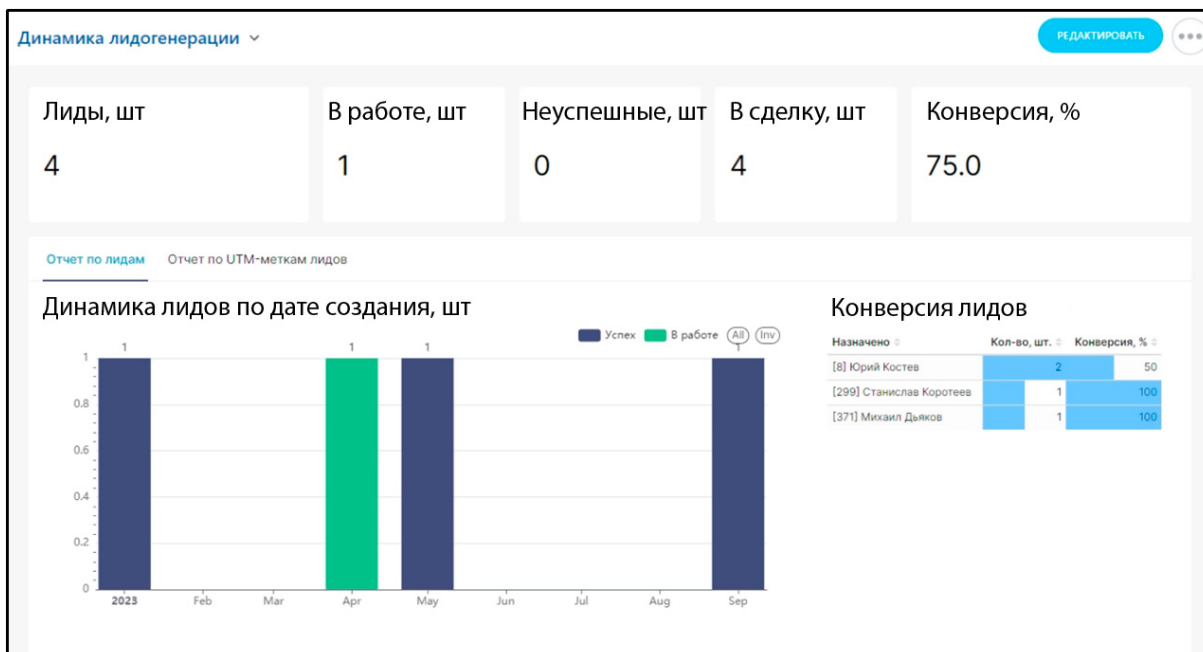 Динамика лидогенерации
РЕДАКТИРОВАТЬ
Лиды, шт
В работе, шт
Неуспешные, шт
В сделку, шт
Конверсия, %
4
1
0
4
75.0
Отчет по лидам
Отчет по UTM-меткам лидов
Динамика лидов по дате создания, шт
Успех
В работе
All
Inv
1
1
1
1
1
0.8
0.6
0.4
0.2
0
2023
Feb
Mar
Apr
May
Jun
Jul
Aug
Sep
Конверсия лидов
Назначено Кол-во, шт. Конверсия, %
[8] Юрий Костев 2 50
[299] Станислав Коротеев 1 100
[371] Михаил Дьяков 1 100